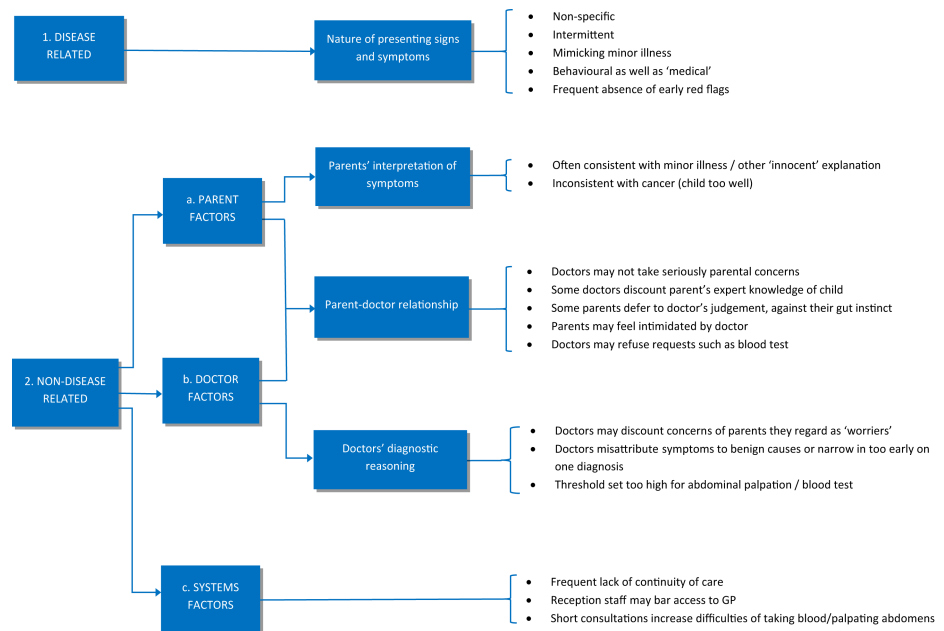 1. DISEASE
RELATED
Nature of presenting signs
and symptoms
• Non-specific
• Intermittent
• Mimicking minor illness
• Behavioural as well as ‘medical’
• Frequent absence of early red flags
Parents’ interpretation of
symptoms
• Often consistent with minor illness / other ‘innocent’ explanation
• Inconsistent with cancer (child too well)
a. PARENT
FACTORS
Parent-doctor relationship
• Doctors may not take seriously parental concerns
• Some doctors discount parent’s expert knowledge of child
• Some parents defer to doctor’s judgement, against their gut instinct
• Parents may feel intimidated by doctor
• Doctors may refuse requests such as blood test
2. NON-DISEASE
RELATED
b. DOCTOR
FACTORS
Doctors’ diagnostic
reasoning
• Doctors may discount concerns of parents they regard as ‘worriers’
• Doctors misattribute symptoms to benign causes or narrow in too early on
one diagnosis
• Threshold set too high for abdominal palpation / blood test
c. SYSTEMS
FACTORS
• Frequent lack of continuity of care
• Reception staff may bar access to GP
• Short consultations increase difficulties of taking blood/palpating abdomens